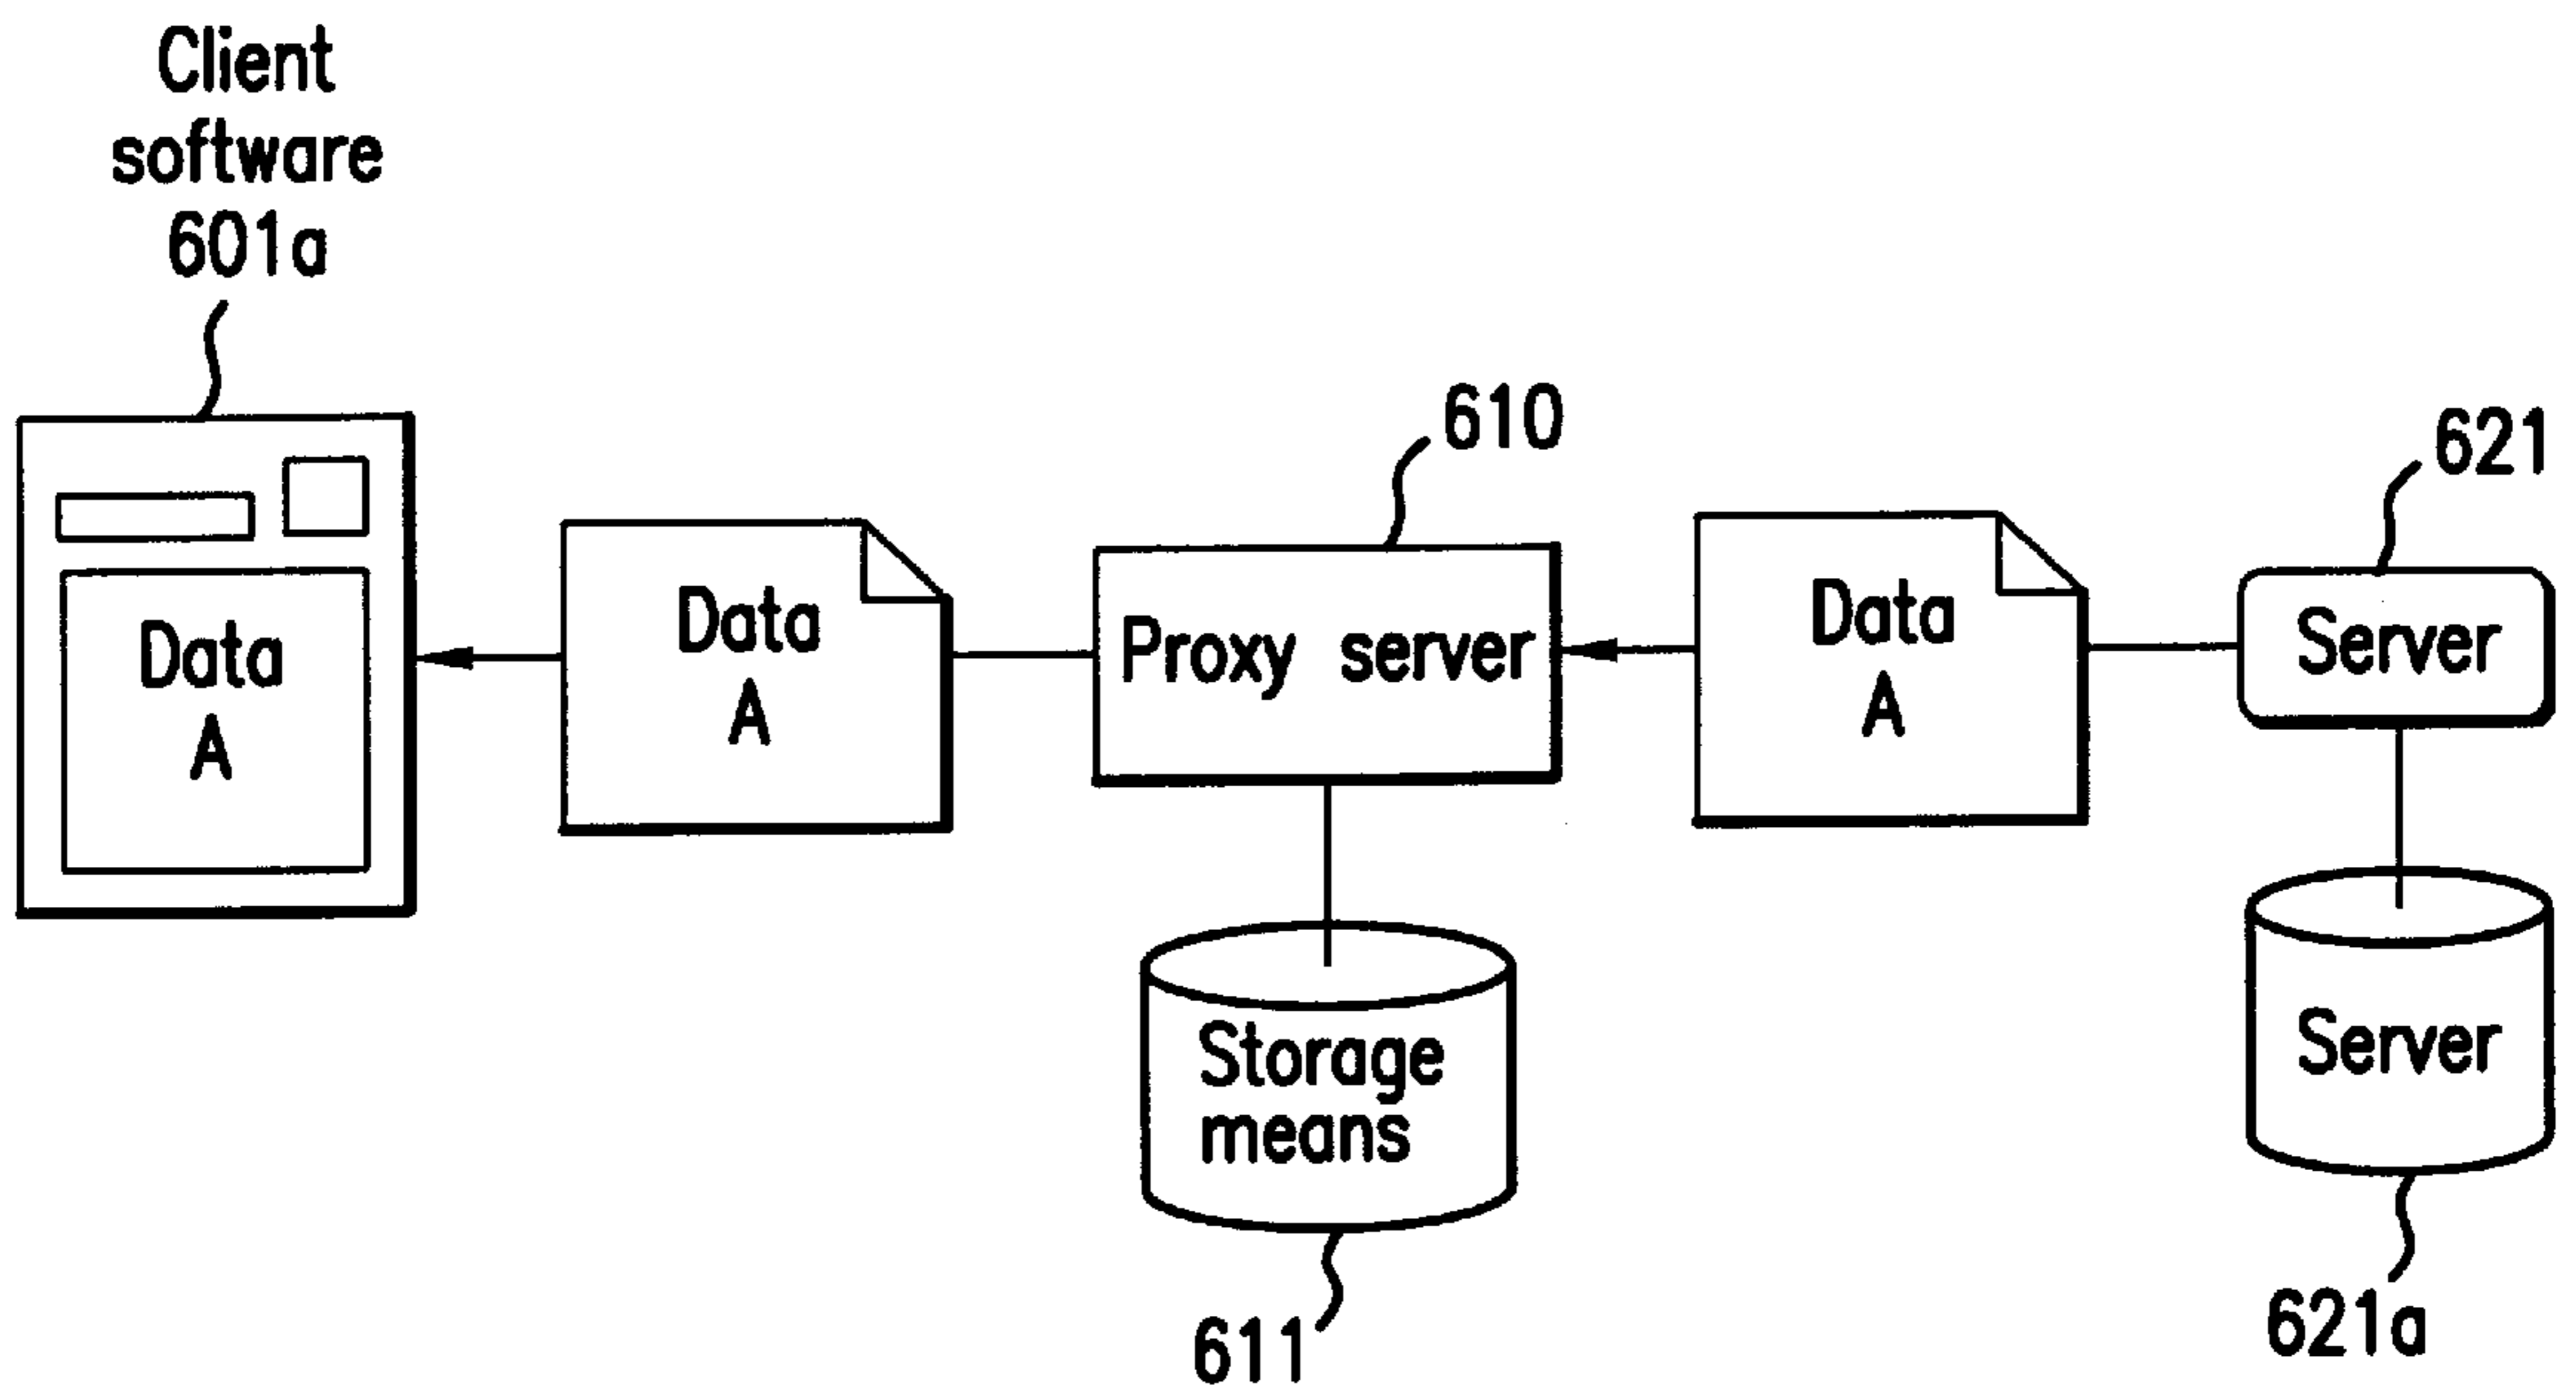 Client
software
601a
610
621
Data
A
Data
A
Proxy server
Data
A
Server
Storage
means
Server
611
621a